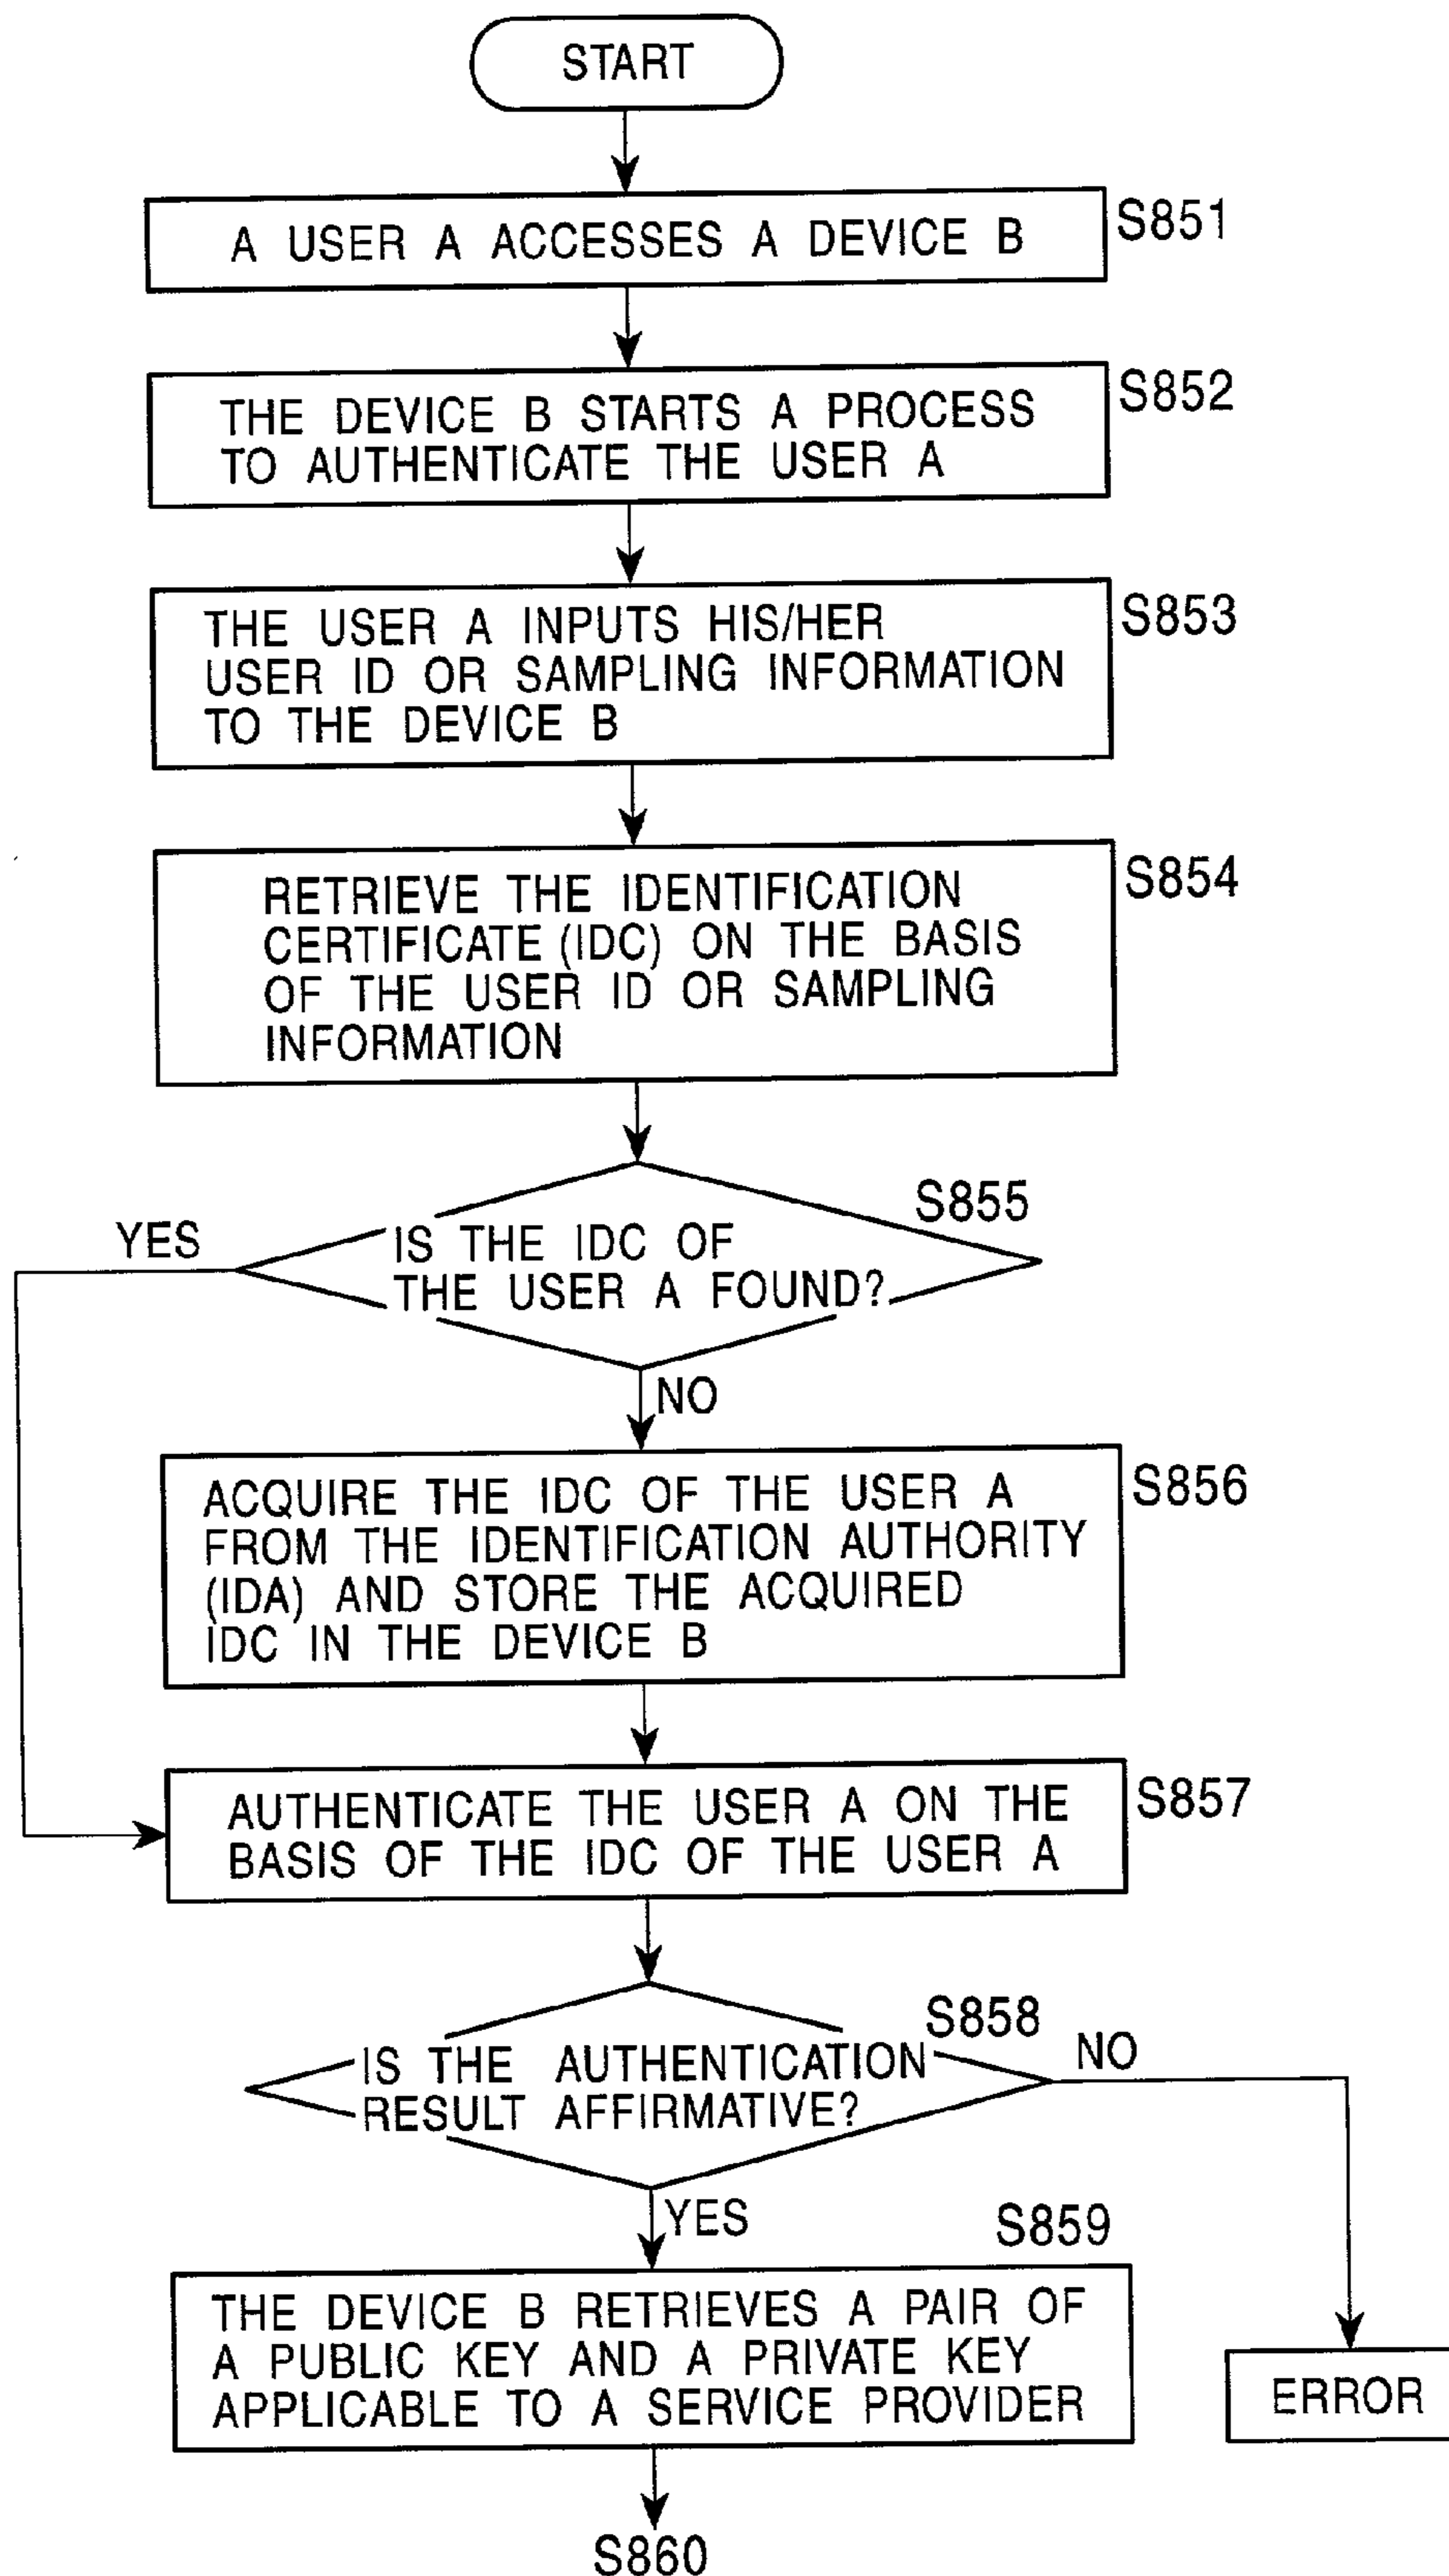 START
A USER A ACCESSES A DEVICE B
S851
THE DEVICE B STARTS A PROCESS
TO AUTHENTICATE THE USER A
S852
THE USER A INPUTS HIS/HER
USER ID OR SAMPLING INFORMATION
TO THE DEVICE B
S853
RETRIEVE THE IDENTIFICATION
CERTIFICATE (IDC) ON THE BASIS
OF THE USER ID OR SAMPLING
INFORMATION
S854
S855
YES
IS THE IDC OF
THE USER A FOUND?
NO
ACQUIRE THE IDC OF THE USER A
FROM THE IDENTIFICATION AUTHORITY
(IDA) AND STORE THE ACQUIRED
IDC IN THE DEVICE B
S856
AUTHENTICATE THE USER A ON THE
BASIS OF THE IDC OF THE USER A
S857
S858
IS THE AUTHENTICATION
RESULT AFFIRMATIVE?
NO
YES
S859
THE DEVICE B RETRIEVES A PAIR OF
A PUBLIC KEY AND A PRIVATE KEY
APPLICABLE TO A SERVICE PROVIDER
ERROR
S860